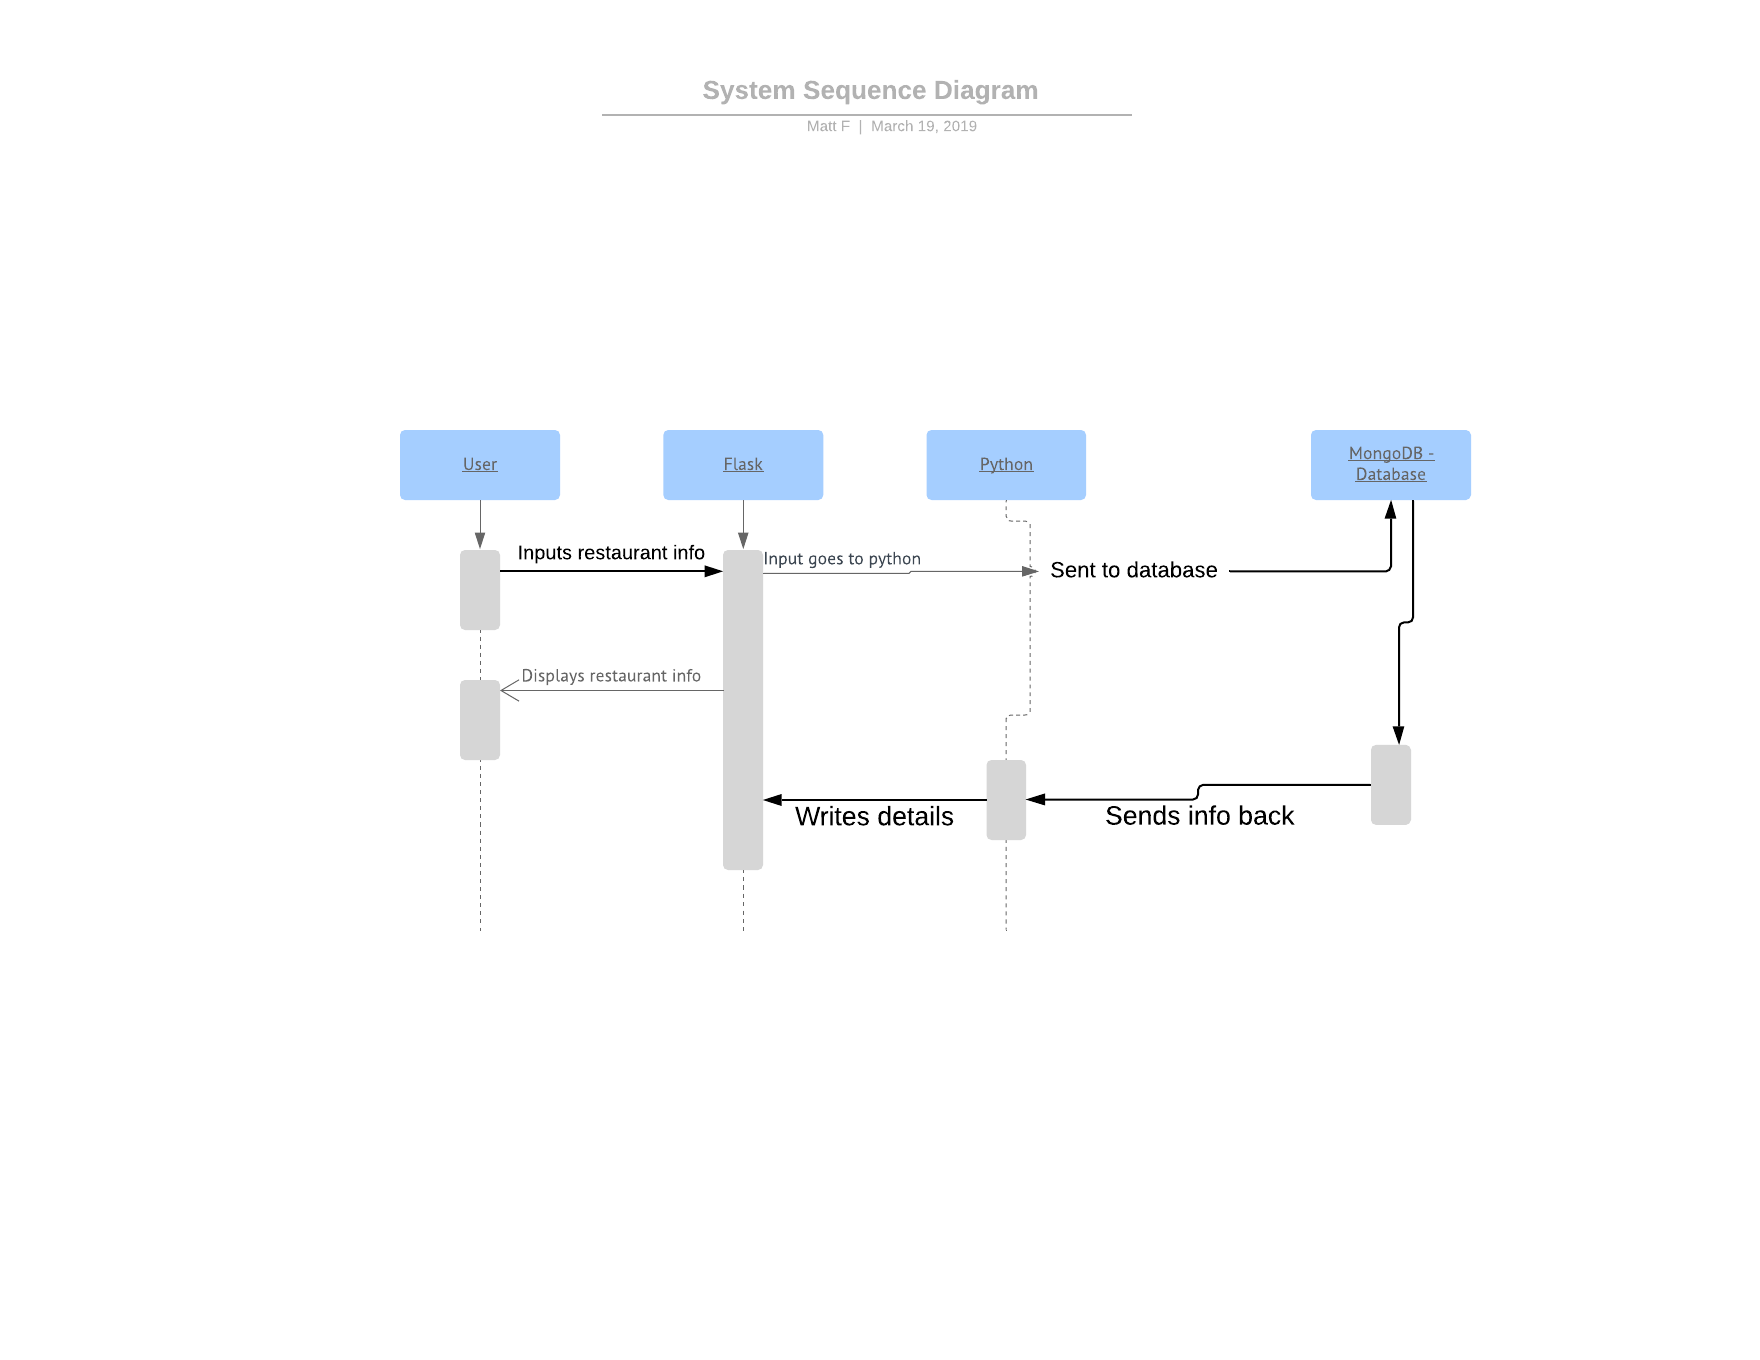 System Sequence Diagram
Matt F | March 19, 2019
User
Flask
Python
MongoDB -
Database
Inputs restaurant info
Input goes to python
Sent to database
Displays restaurant info
Writes details
Sends info back